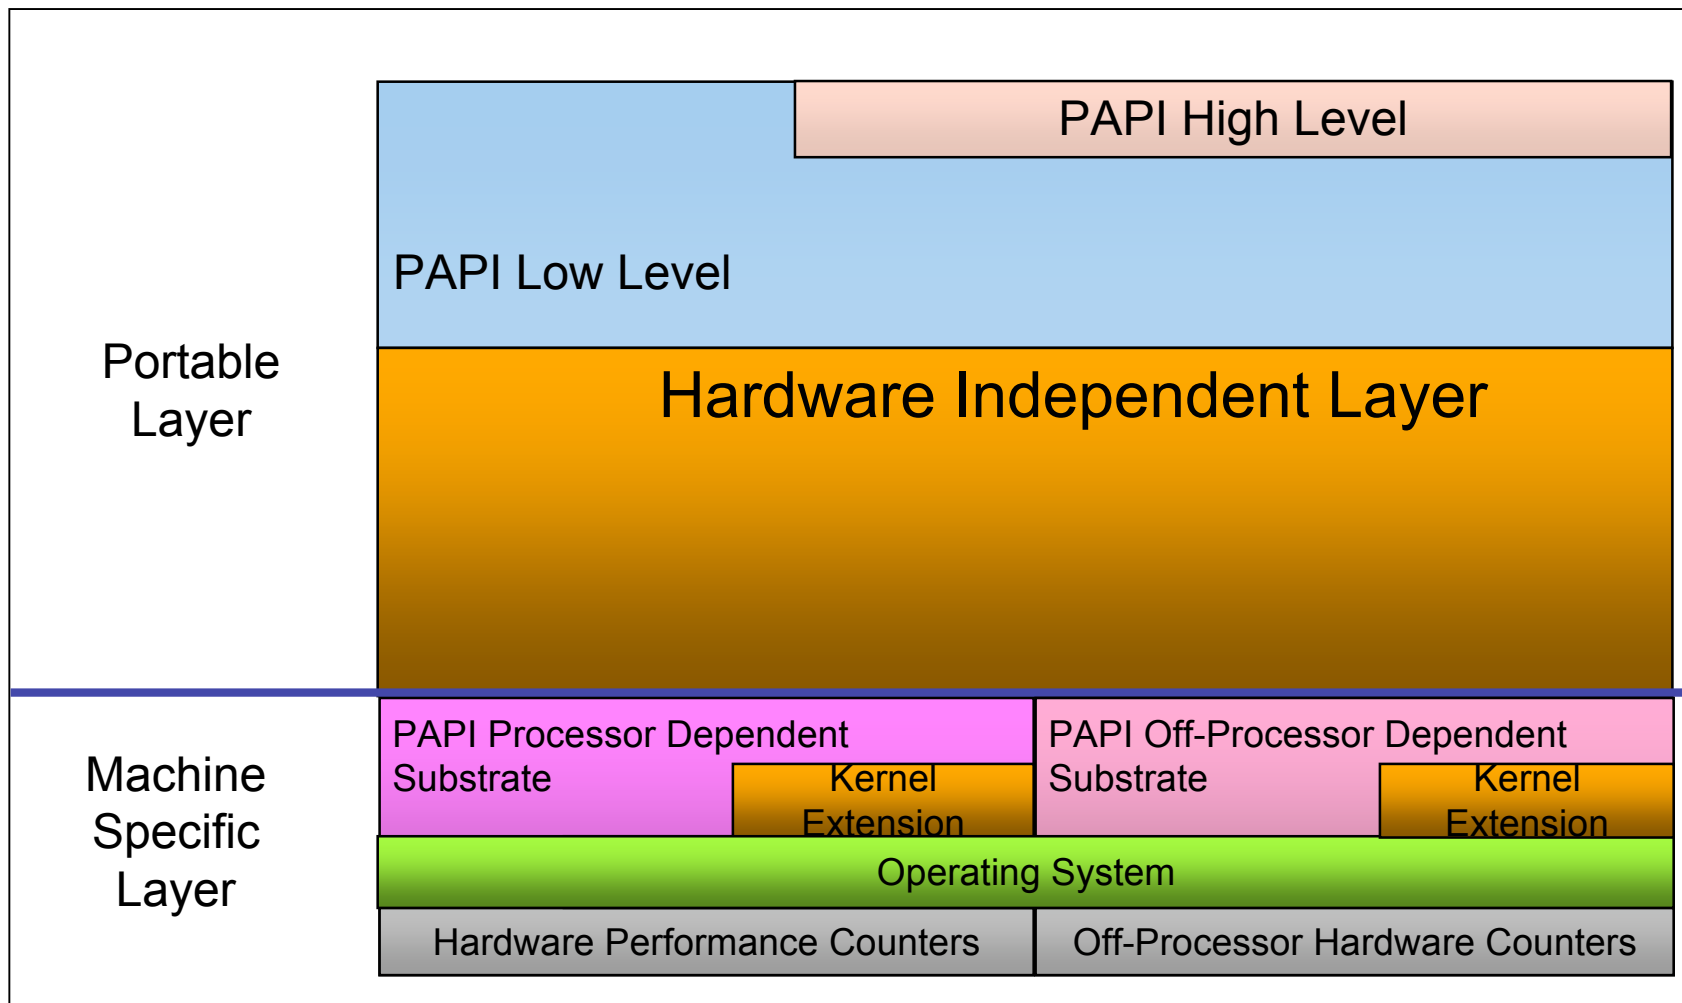 PAPI High Level
PAPI Low Level
Portable
Layer
Hardware Independent Layer
PAPI Processor Dependent
Substrate
Kernel
Extension
PAPI Off-Processor Dependent
Substrate
Kernel
Extension
Machine
Specific
Layer
Operating System
Hardware Performance Counters
Off-Processor Hardware Counters